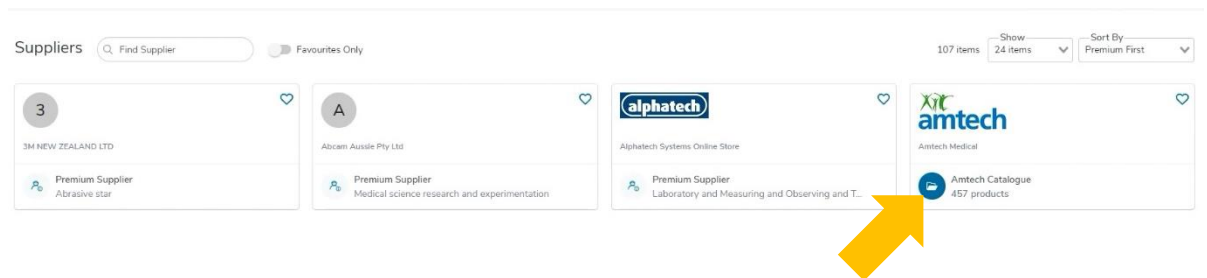 Suppliers
Find Supplier
Favourites Only
107 items
Show
24 items
Sort By
Premium First
3
3M NEW ZEALAND LTD
Premium Supplier
Abrasive star
A
Abcam Aussie Pty Ltd
Premium Supplier
Medical science research and experimentation
alphatech
Alphatech Systems Online Store
Premium Supplier
Laboratory and Measuring and Observing and T...
amtech
Amtech Medical
Amtech Catalogue
457 products